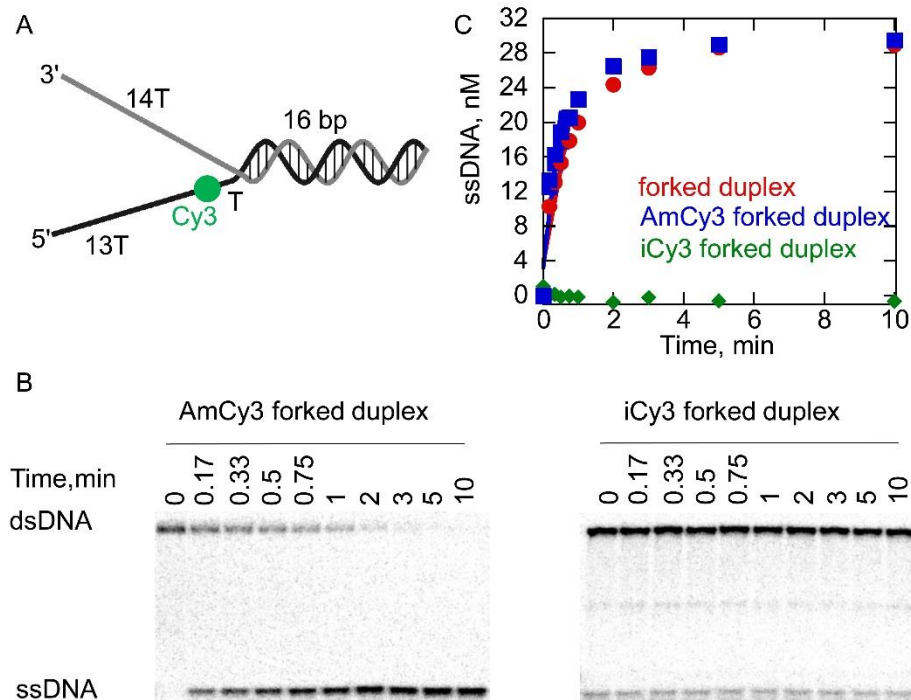 A
3'
14T
16 bp
Cy3
T
5'
13T
C
ssDNA, nM
32
28
24
20
16
12
8
4
0
forked duplex
AmCy3 forked duplex
iCy3 forked duplex
0 2 4 6 8 10
Time, min
B
AmCy3 forked duplex
iCy3 forked duplex
Time,min
0 0.17 0.33 0.5 0.75 1 2 3 5 10
0 0.17 0.33 0.5 0.75 1 2 3 5 10
dsDNA
ssDNA